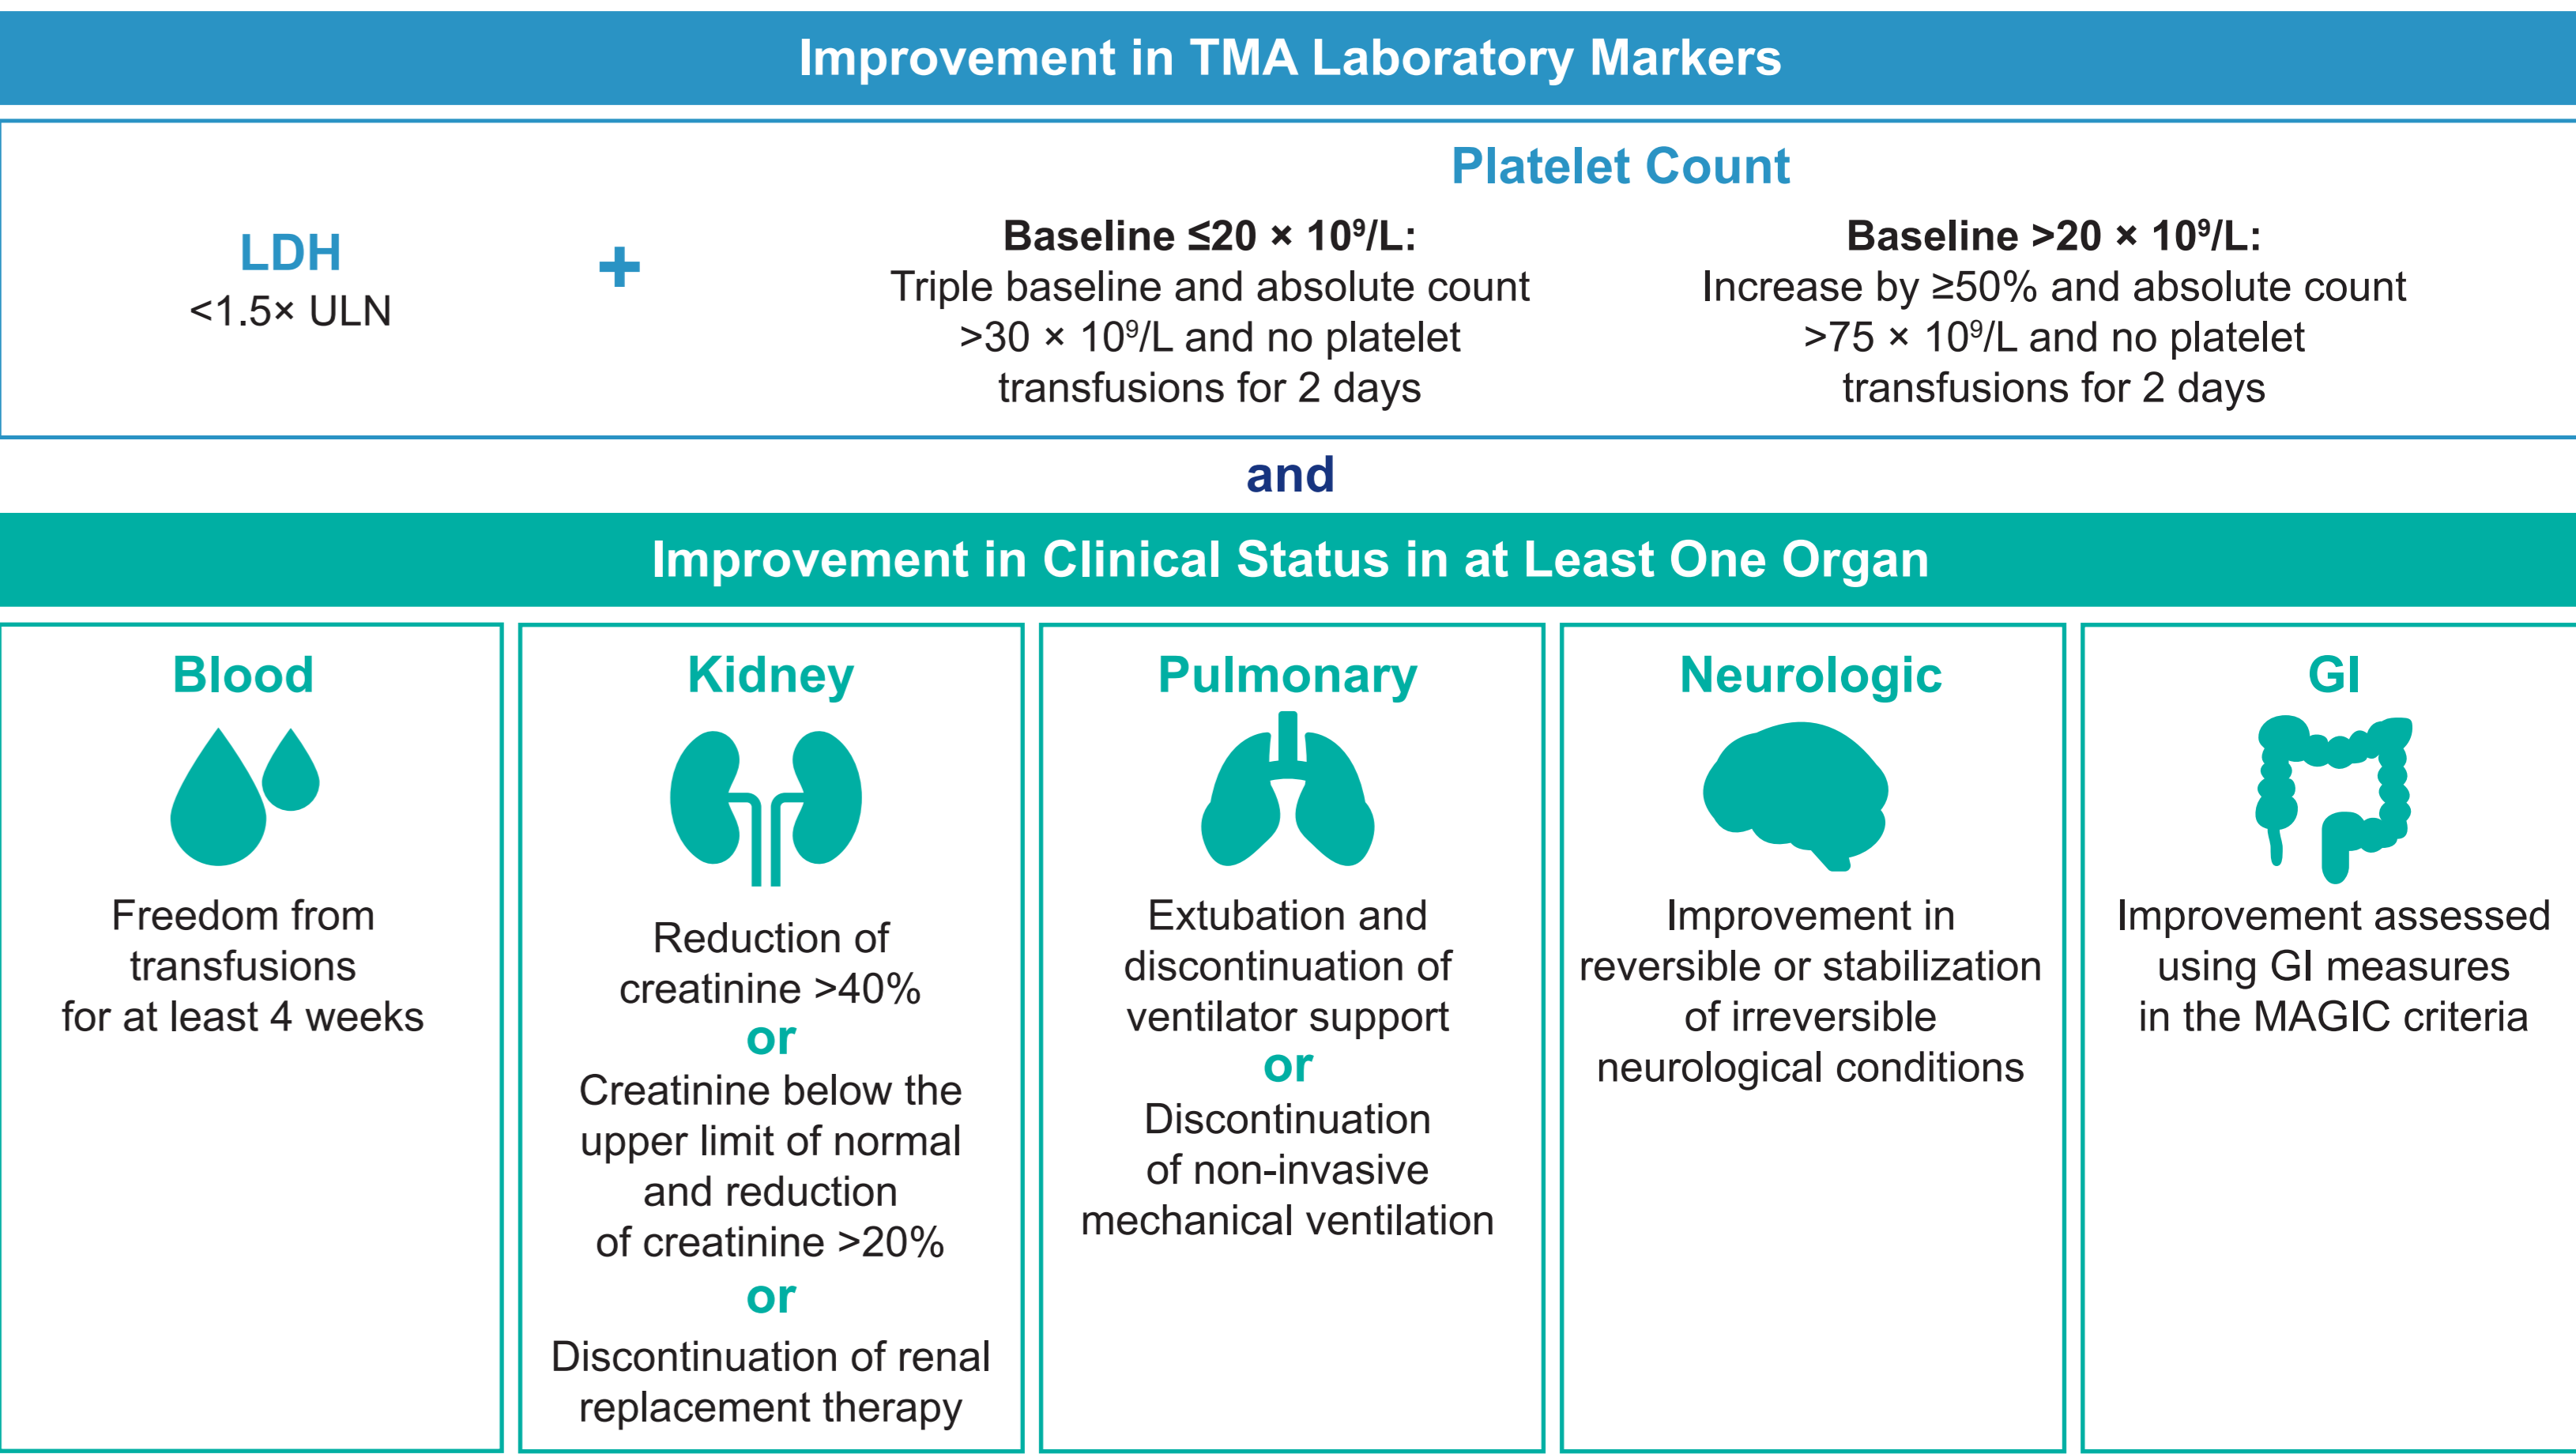 Improvement in TMA Laboratory Markers
LDH
<1.5× ULN
+
Platelet Count
Baseline ≤20 × 10⁹/L:
Triple baseline and absolute count
>30 × 10⁹/L and no platelet
transfusions for 2 days
Baseline >20 × 10⁹/L:
Increase by ≥50% and absolute count
>75 × 10⁹/L and no platelet
transfusions for 2 days
and
Improvement in Clinical Status in at Least One Organ
Blood
Freedom from
transfusions
for at least 4 weeks
Kidney
Reduction of
creatinine >40%
or
Creatinine below the
upper limit of normal
and reduction
of creatinine >20%
or
Discontinuation of renal
replacement therapy
Pulmonary
Extubation and
discontinuation of
ventilator support
or
Discontinuation
of non-invasive
mechanical ventilation
Neurologic
Improvement in
reversible or stabilization
of irreversible
neurological conditions
GI
Improvement assessed
using GI measures
in the MAGIC criteria